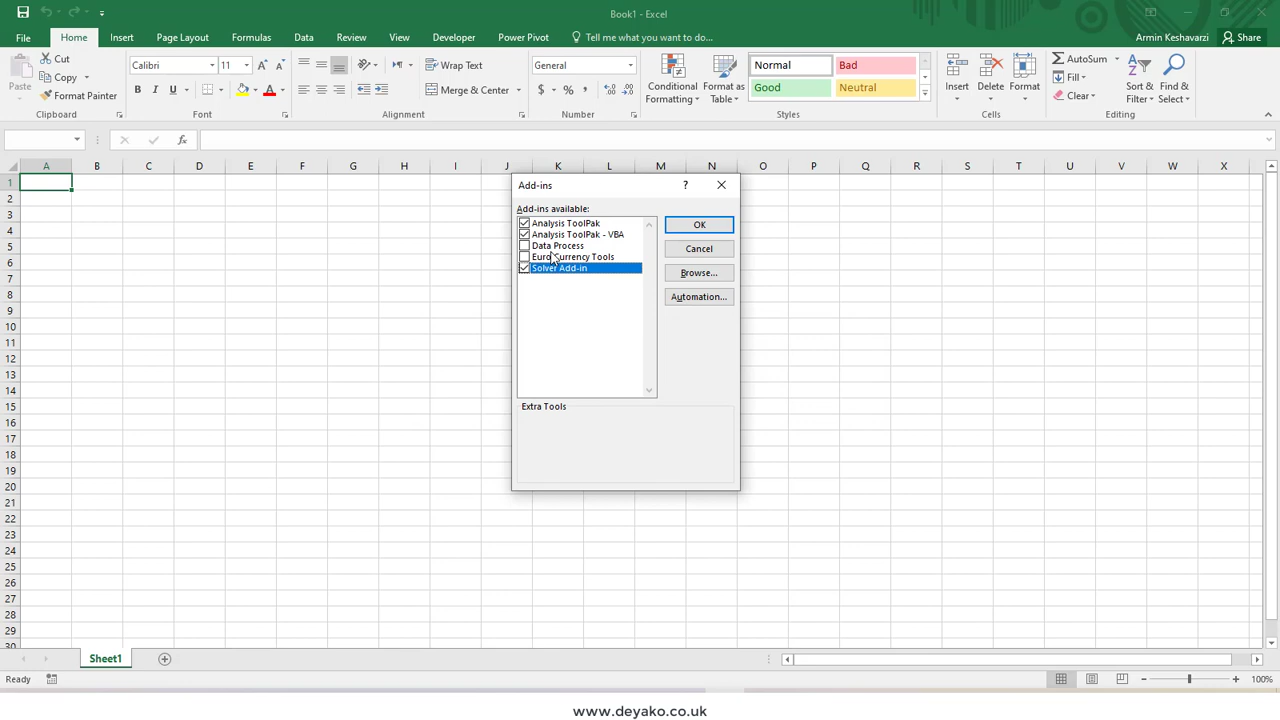 Book1 - Excel
File Home Insert Page Layout Formulas Data Review View Developer Power Pivot Tell me what you want to do... Armin Keshavarzi Share
Paste
Cut
Copy
Format Painter
Clipboard
Calibri 11
B I U A
Font
Wrap Text
Merge & Center
Alignment
General
$ % ,
Number
Conditional Formatting
Format as Table
Normal Bad
Good Neutral
Styles
Insert Delete Format
Cells
AutoSum
Fill
Clear
Sort & Filter
Find & Select
Editing
fx
A B C D E F G H I J K L M N O P Q R S T U V W X
1
2
3
4
5
6
7
8
9
10
11
12
13
14
15
16
17
18
19
20
21
22
23
24
25
26
27
28
29
30
Add-ins ?
Add-ins available:
Analysis ToolPak
Analysis ToolPak - VBA
Data Process
Euro Currency Tools
Solver Add-in
OK
Cancel
Browse...
Automation...
Extra Tools
Sheet1
Ready 100%
www.deyako.co.uk